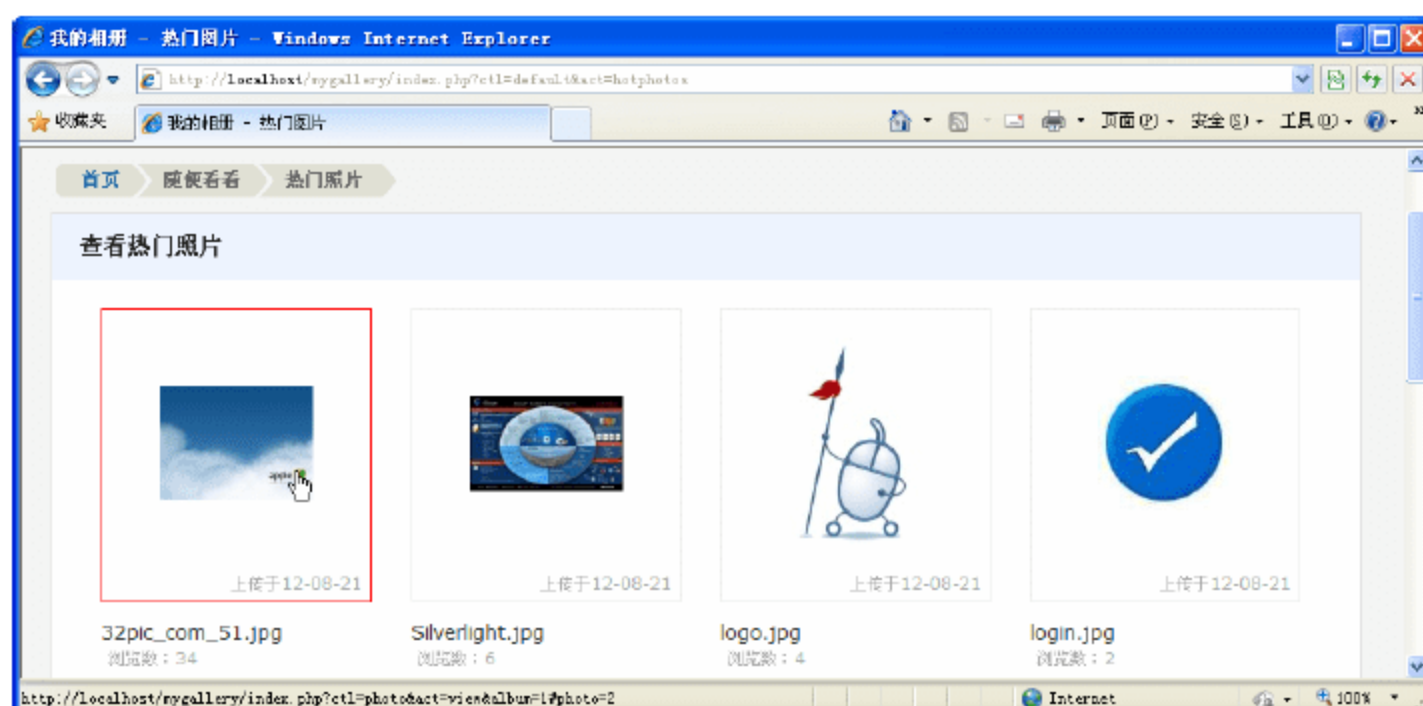 我的相册 - 热门图片 - Windows Internet Explorer
http://localhost/mygallery/index.php?ctl=default&act=hotphotos
收藏夹 我的相册 - 热门图片 页面(P) 安全(S) 工具(O)
首页 随便看看 热门照片
查看热门照片
apple
上传于12-08-21 上传于12-08-21 上传于12-08-21 上传于12-08-21
32pic_com_51.jpg Silverlight.jpg logo.jpg login.jpg
浏览数：34 浏览数：6 浏览数：4 浏览数：2
http://localhost/mygallery/index.php?ctl=photo&act=view&album=1#photo=2 Internet 100%